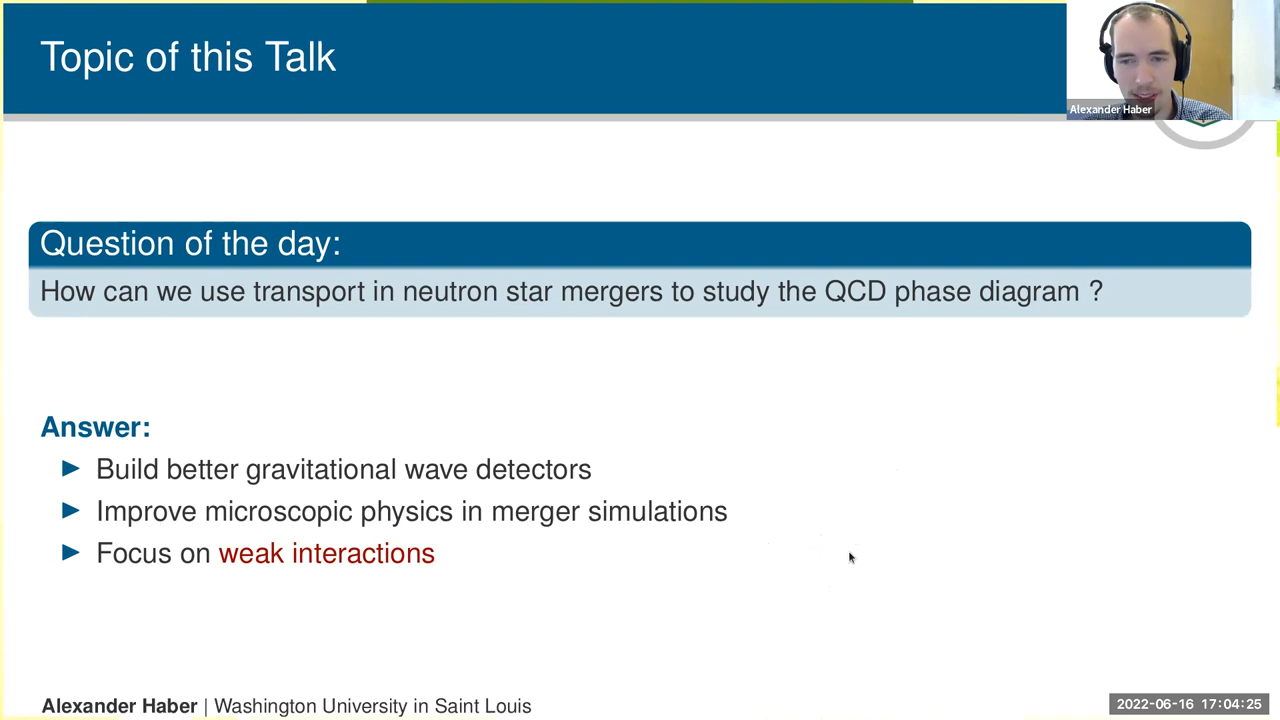 Topic of this Talk
Alexander Haber
Question of the day:
How can we use transport in neutron star mergers to study the QCD phase diagram ?
Answer:
Build better gravitational wave detectors
Improve microscopic physics in merger simulations
Focus on weak interactions
Alexander Haber | Washington University in Saint Louis
2022-06-16 17:04:25